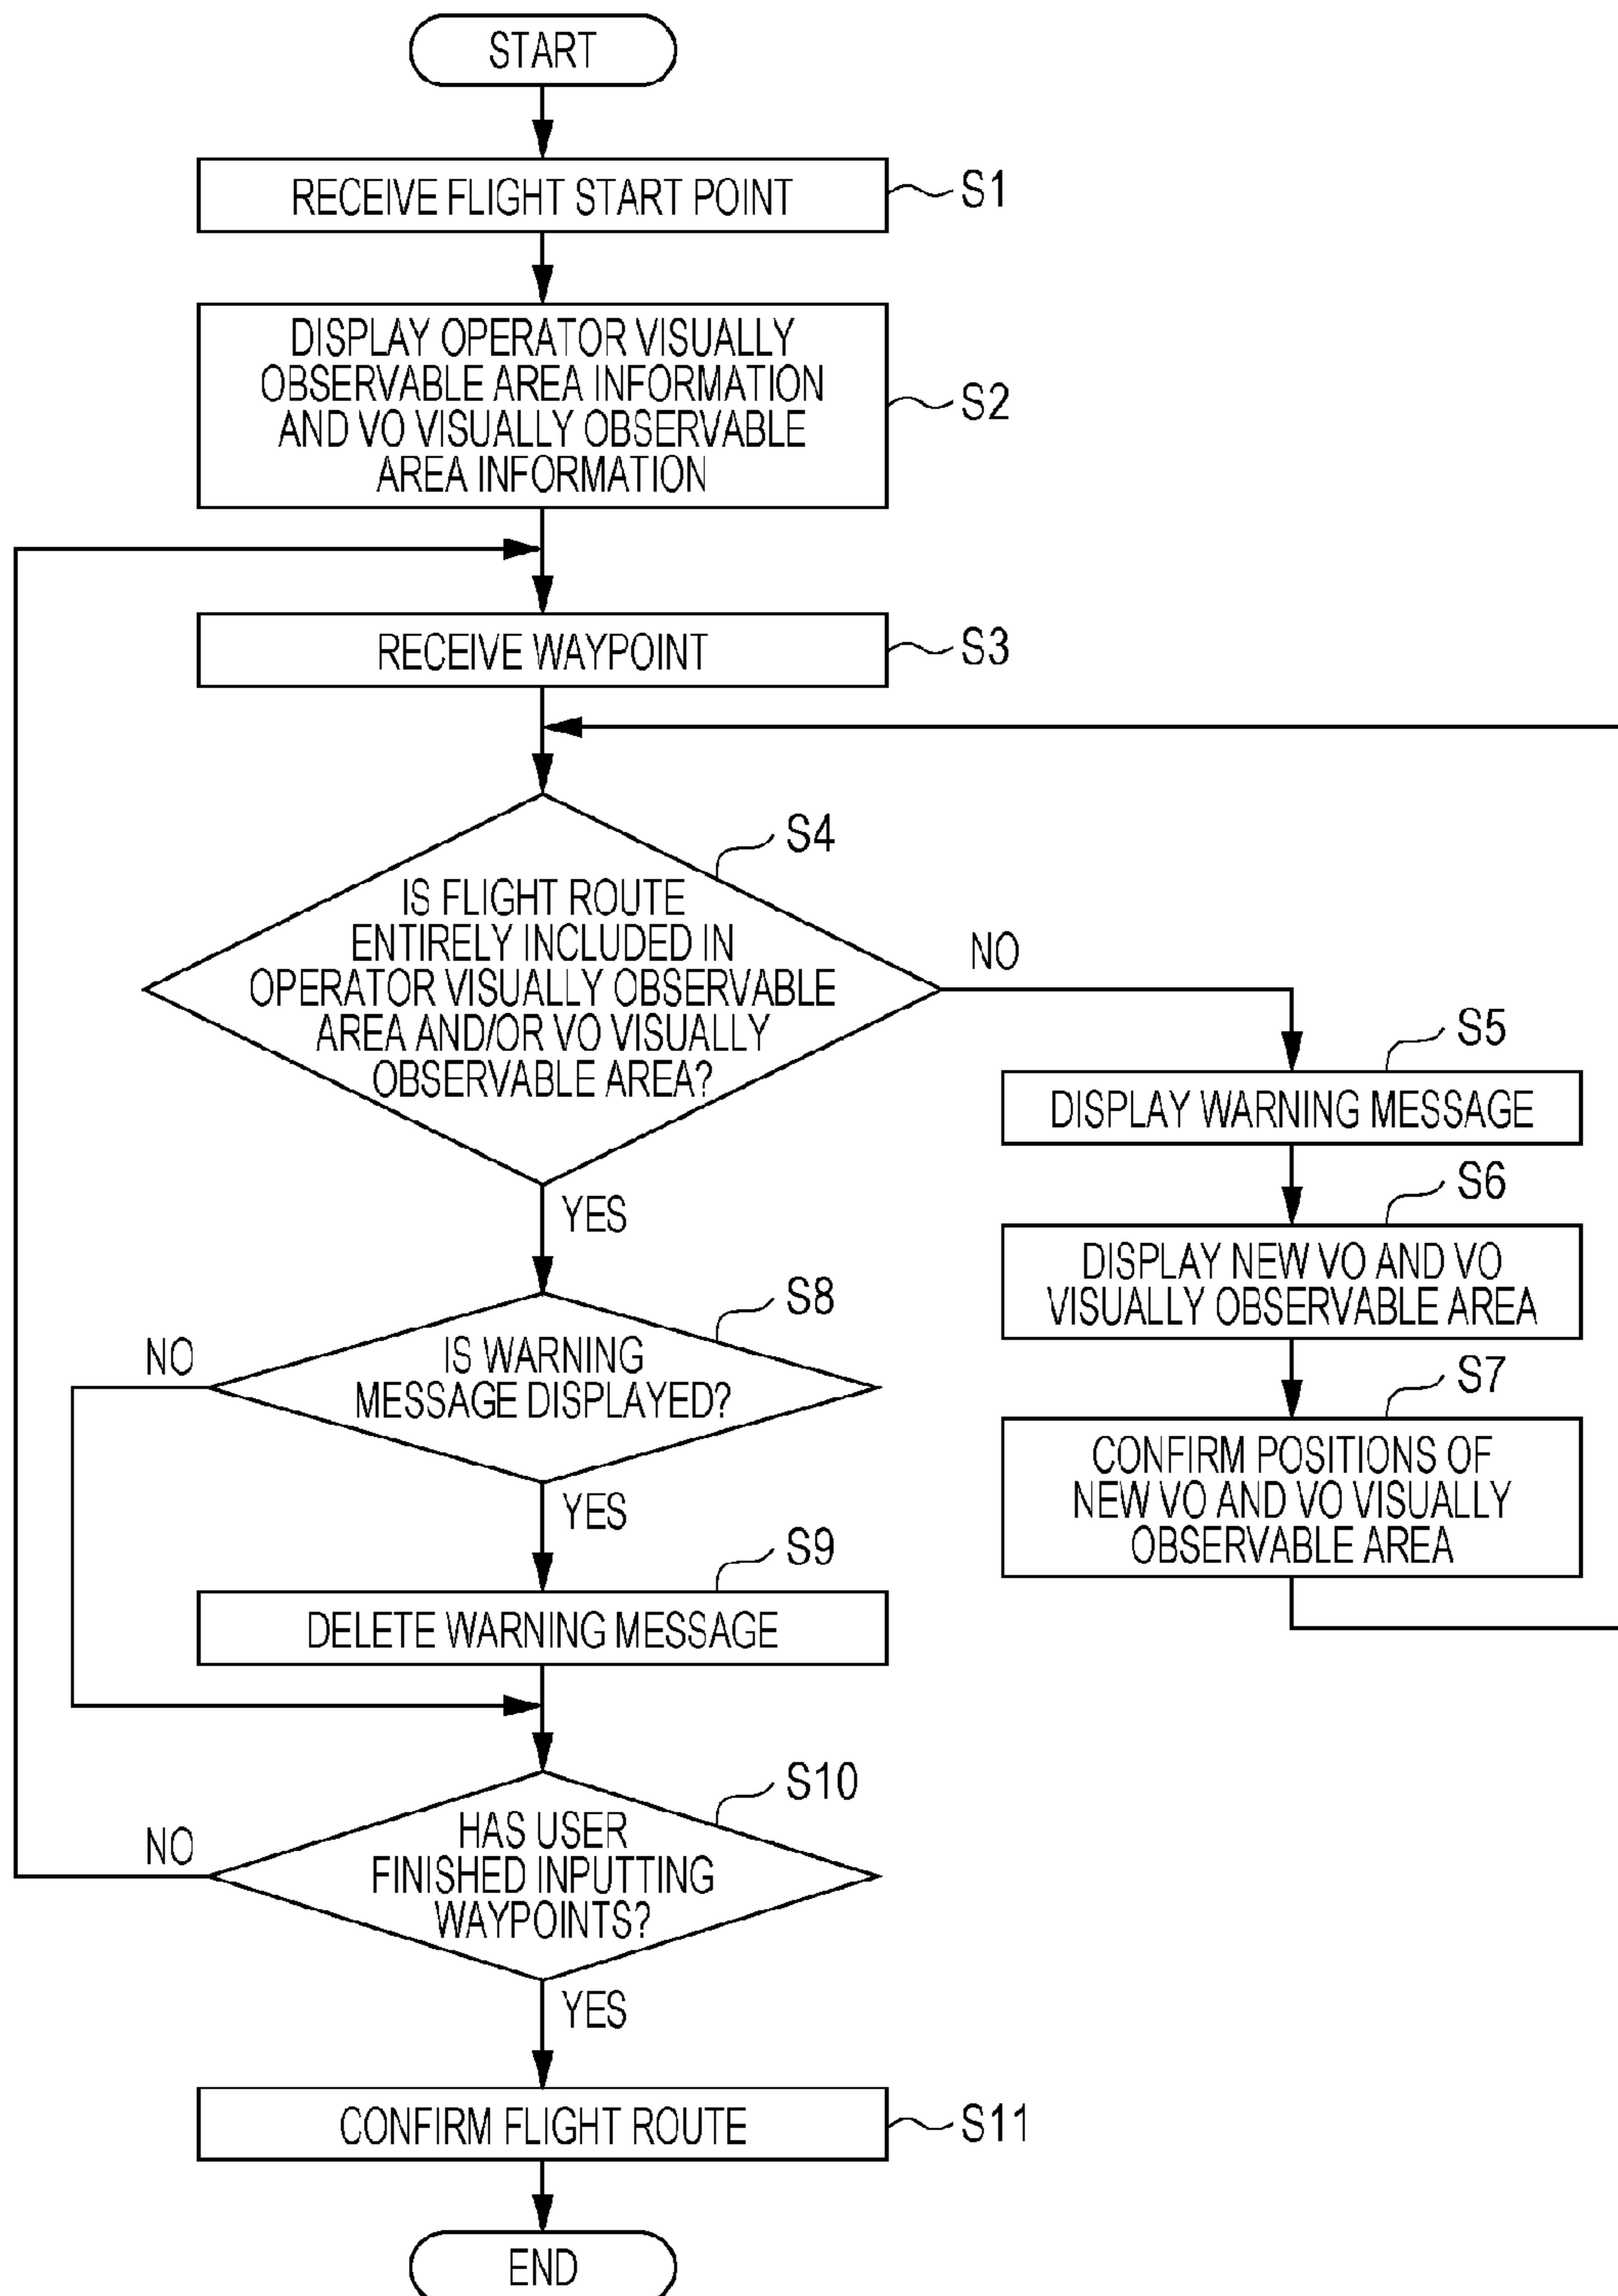 START
RECEIVE FLIGHT START POINT
S1
DISPLAY OPERATOR VISUALLY
OBSERVABLE AREA INFORMATION
AND VO VISUALLY OBSERVABLE
AREA INFORMATION
S2
RECEIVE WAYPOINT
S3
S4
IS FLIGHT ROUTE
ENTIRELY INCLUDED IN
OPERATOR VISUALLY OBSERVABLE
AREA AND/OR VO VISUALLY
OBSERVABLE AREA?
NO
YES
S5
DISPLAY WARNING MESSAGE
S6
DISPLAY NEW VO AND VO
VISUALLY OBSERVABLE AREA
S7
CONFIRM POSITIONS OF
NEW VO AND VO VISUALLY
OBSERVABLE AREA
S8
IS WARNING
MESSAGE DISPLAYED?
NO
YES
S9
DELETE WARNING MESSAGE
S10
HAS USER
FINISHED INPUTTING
WAYPOINTS?
NO
YES
CONFIRM FLIGHT ROUTE
S11
END